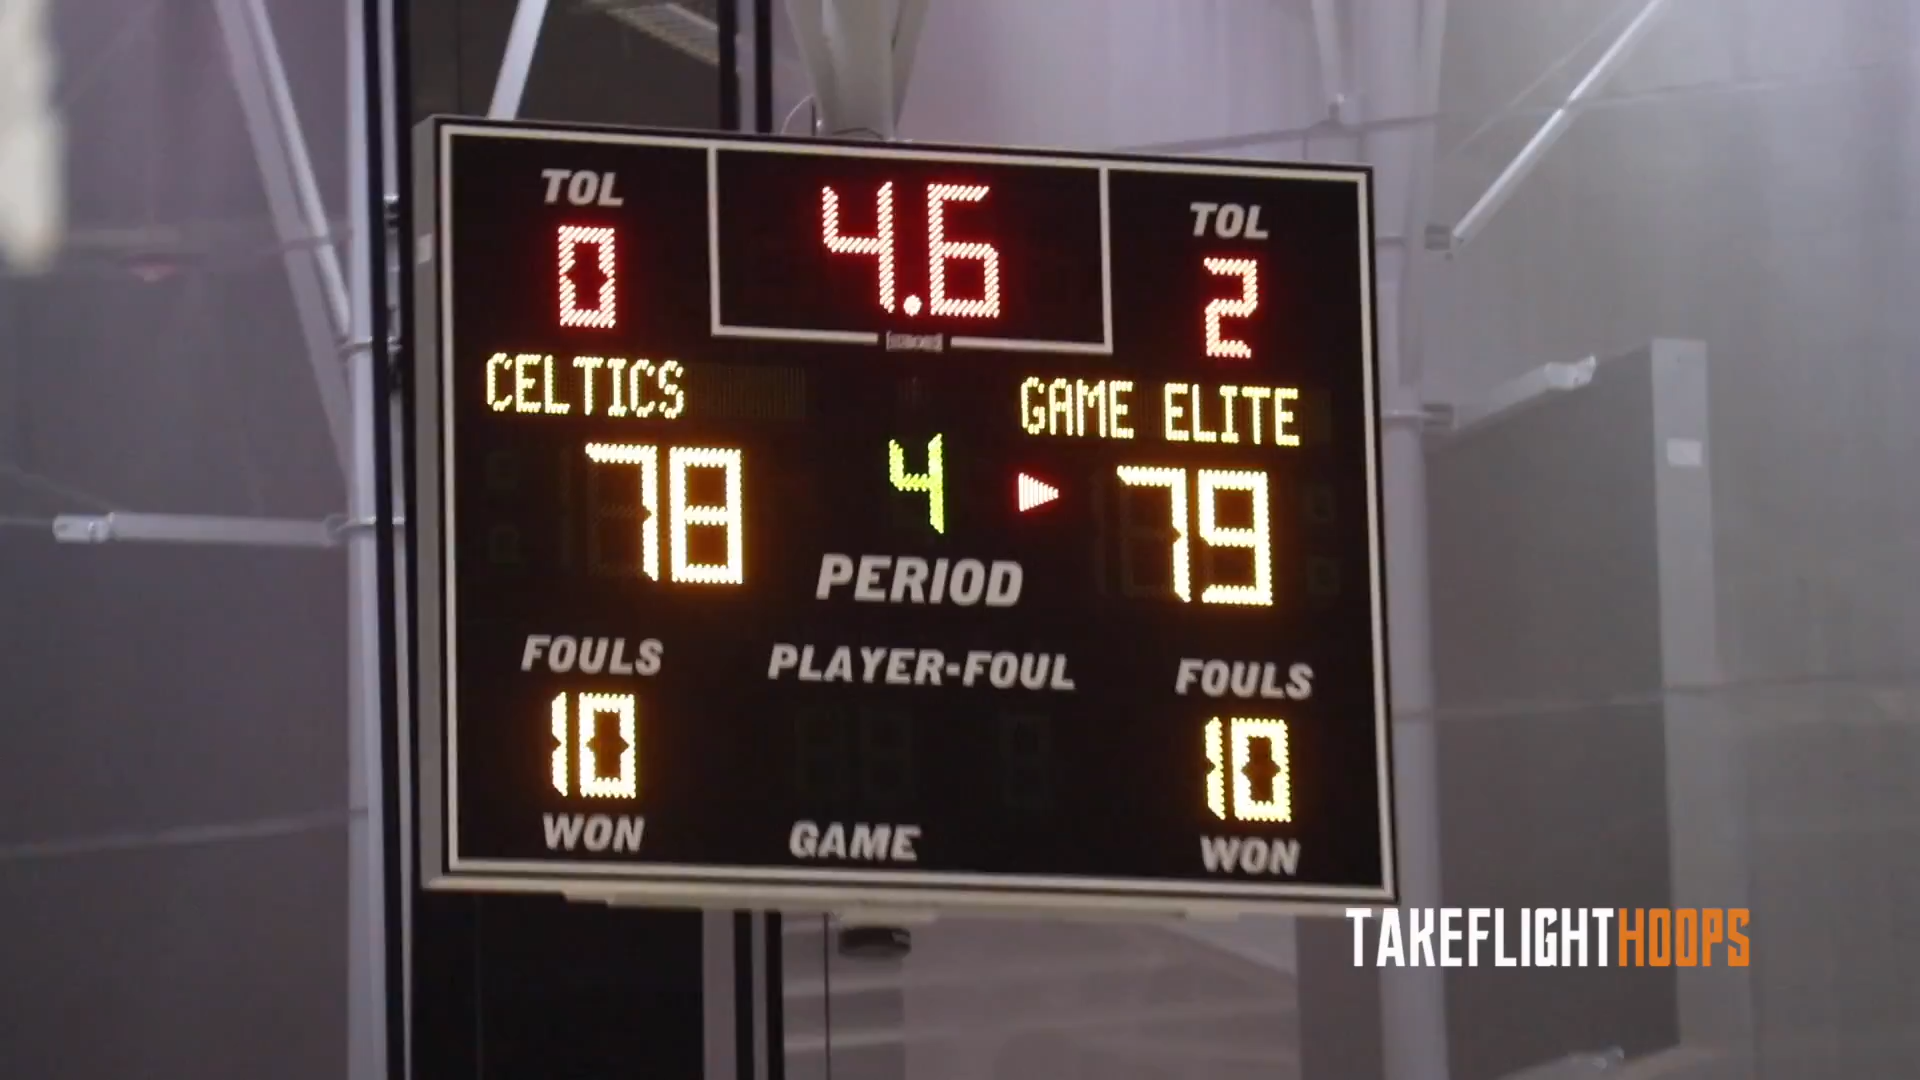 TOL
4.6
TOL
0
2
CELTICS
GAME ELITE
78
4
79
PERIOD
FOULS
PLAYER-FOUL
FOULS
10
10
WON
GAME
WON
TAKEFLIGHTHOOPS